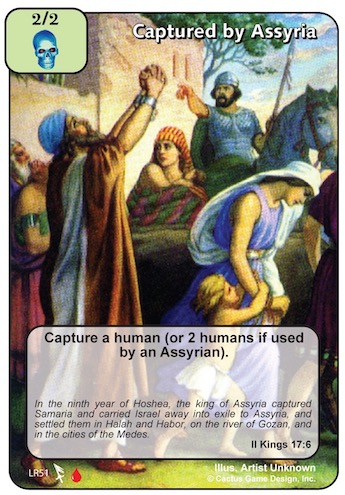 2/2
Captured by Assyria
Capture a human (or 2 humans if used
by an Assyrian).
In the ninth year of Hoshea, the king of Assyria captured
Samaria and carried Israel away into exile to Assyria, and
settled them in Halah and Habor, on the river of Gozan, and
in the cities of the Medes.
II Kings 17:6
LR51
Illus. Artist Unknown
© Cactus Game Design, Inc.